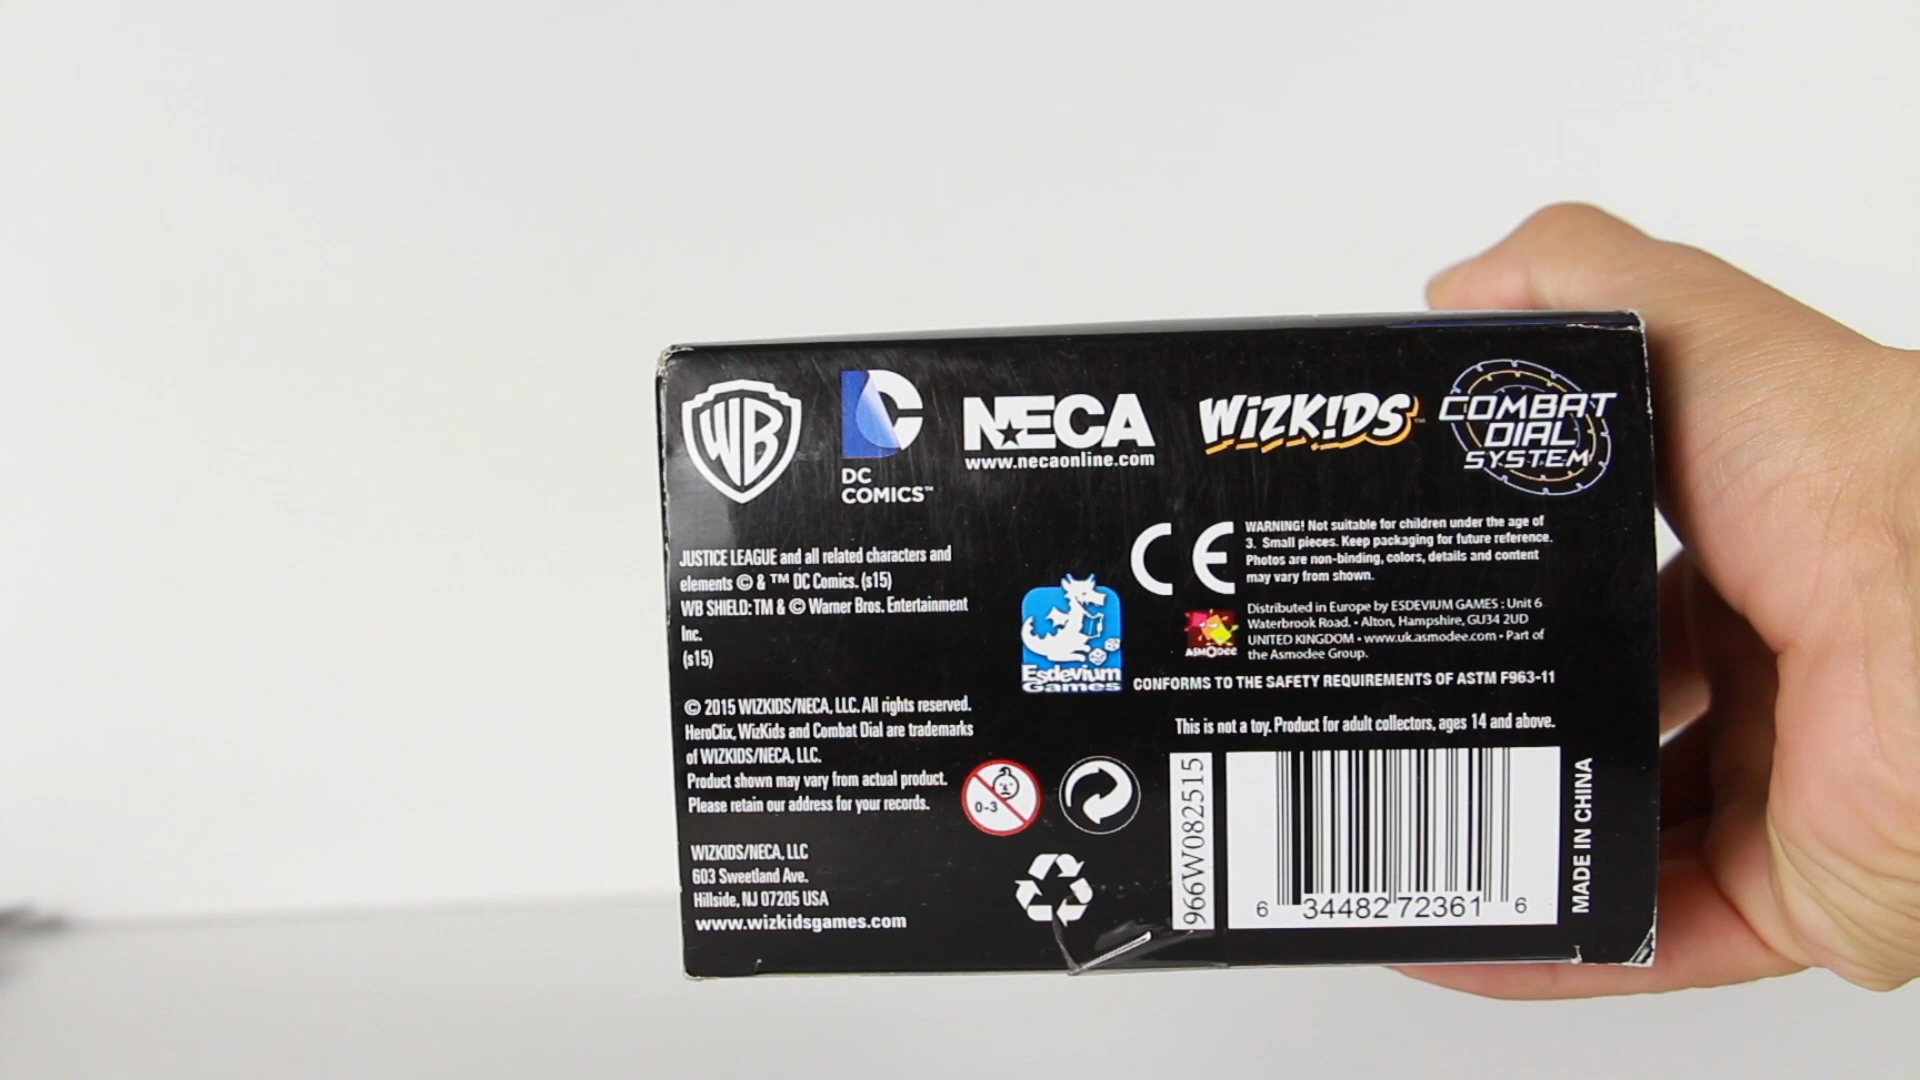 WB
DC
COMICS™
NECA
www.necaonline.com
WiZK!DS™
COMBAT
DIAL
SYSTEM
JUSTICE LEAGUE and all related characters and
elements © & ™ DC Comics. (s15)
WB SHIELD: TM & © Warner Bros. Entertainment
Inc.
(s15)
© 2015 WIZKIDS/NECA, LLC. All rights reserved.
HeroClix, WizKids and Combat Dial are trademarks
of WIZKIDS/NECA, LLC.
Product shown may vary from actual product.
Please retain our address for your records.
WIZKIDS/NECA, LLC
603 Sweetland Ave.
Hillside, NJ 07205 USA
www.wizkidsgames.com
Esdevium
Games
0-3
CE
WARNING! Not suitable for children under the age of
3. Small pieces. Keep packaging for future reference.
Photos are non-binding, colors, details and content
may vary from shown.
ASMODEE
Distributed in Europe by ESDEVIUM GAMES : Unit 6
Waterbrook Road. • Alton, Hampshire, GU34 2UD
UNITED KINGDOM • www.uk.asmodee.com • Part of
the Asmodee Group.
CONFORMS TO THE SAFETY REQUIREMENTS OF ASTM F963-11
This is not a toy. Product for adult collectors, ages 14 and above.
966W082515
6 34482 72361 6
MADE IN CHINA